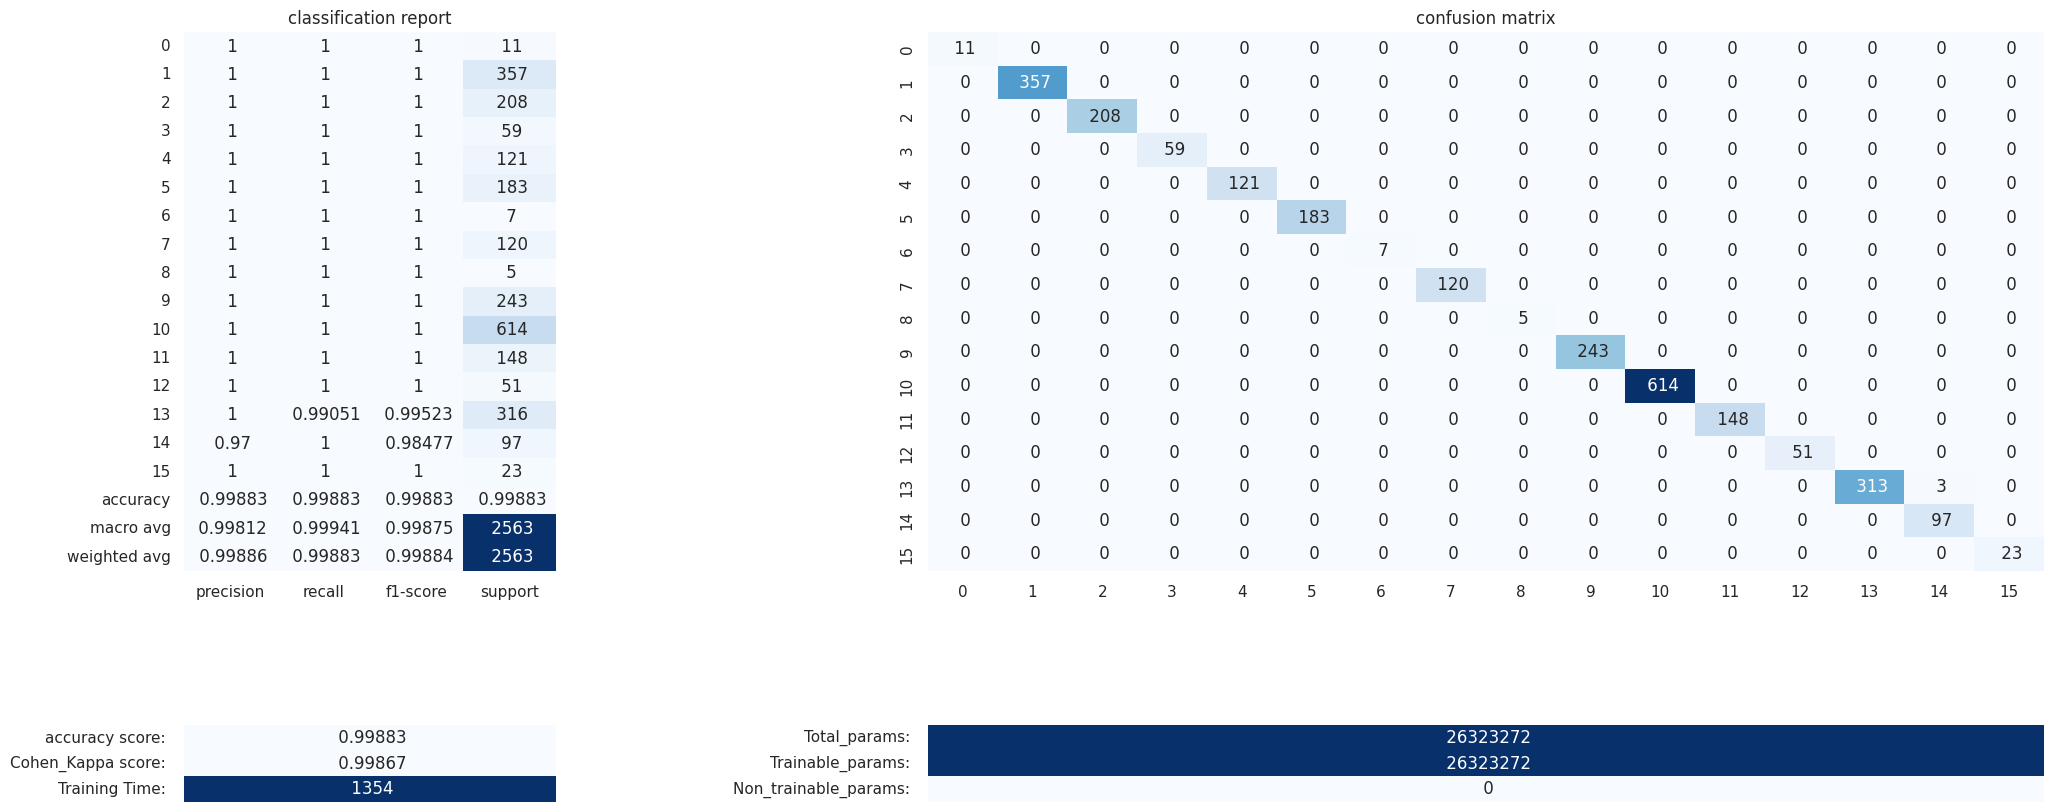 classification report
0 1 1 1 11
1 1 1 1 357
2 1 1 1 208
3 1 1 1 59
4 1 1 1 121
5 1 1 1 183
6 1 1 1 7
7 1 1 1 120
8 1 1 1 5
9 1 1 1 243
10 1 1 1 614
11 1 1 1 148
12 1 1 1 51
13 1 0.99051 0.99523 316
14 0.97 1 0.98477 97
15 1 1 1 23
accuracy 0.99883 0.99883 0.99883 0.99883
macro avg 0.99812 0.99941 0.99875 2563
weighted avg 0.99886 0.99883 0.99884 2563
precision recall f1-score support
confusion matrix
0 11 0 0 0 0 0 0 0 0 0 0 0 0 0 0 0
1 0 357 0 0 0 0 0 0 0 0 0 0 0 0 0 0
2 0 0 208 0 0 0 0 0 0 0 0 0 0 0 0 0
3 0 0 0 59 0 0 0 0 0 0 0 0 0 0 0 0
4 0 0 0 0 121 0 0 0 0 0 0 0 0 0 0 0
5 0 0 0 0 0 183 0 0 0 0 0 0 0 0 0 0
6 0 0 0 0 0 0 7 0 0 0 0 0 0 0 0 0
7 0 0 0 0 0 0 0 120 0 0 0 0 0 0 0 0
8 0 0 0 0 0 0 0 0 5 0 0 0 0 0 0 0
9 0 0 0 0 0 0 0 0 0 243 0 0 0 0 0 0
10 0 0 0 0 0 0 0 0 0 0 614 0 0 0 0 0
11 0 0 0 0 0 0 0 0 0 0 0 148 0 0 0 0
12 0 0 0 0 0 0 0 0 0 0 0 0 51 0 0 0
13 0 0 0 0 0 0 0 0 0 0 0 0 0 313 3 0
14 0 0 0 0 0 0 0 0 0 0 0 0 0 0 97 0
15 0 0 0 0 0 0 0 0 0 0 0 0 0 0 0 23
0 1 2 3 4 5 6 7 8 9 10 11 12 13 14 15
accuracy score: 0.99883
Cohen_Kappa score: 0.99867
Training Time: 1354
Total_params: 26323272
Trainable_params: 26323272
Non_trainable_params: 0